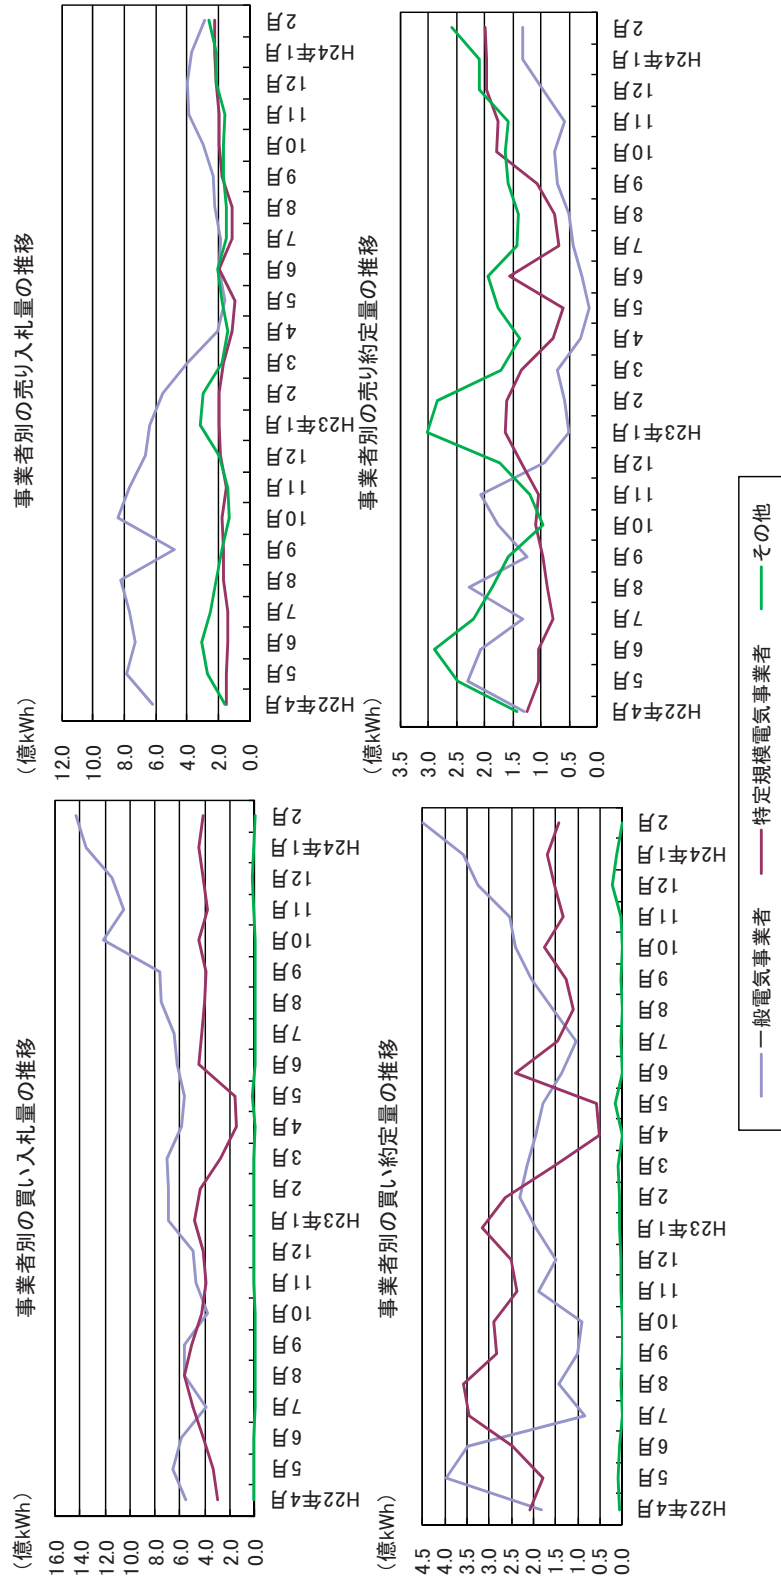 事業者別の買い入札量の推移
（億kWh）
16.0
14.0
12.0
10.0
8.0
6.0
4.0
2.0
0.0
H22年4月
5月
6月
7月
8月
9月
10月
11月
12月
H23年1月
2月
3月
4月
5月
6月
7月
8月
9月
10月
11月
12月
H24年1月
2月
事業者別の売り入札量の推移
（億kWh）
12.0
10.0
8.0
6.0
4.0
2.0
0.0
H22年4月
5月
6月
7月
8月
9月
10月
11月
12月
H23年1月
2月
3月
4月
5月
6月
7月
8月
9月
10月
11月
12月
H24年1月
2月
事業者別の買い約定量の推移
（億kWh）
4.5
4.0
3.5
3.0
2.5
2.0
1.5
1.0
0.5
0.0
H22年4月
5月
6月
7月
8月
9月
10月
11月
12月
H23年1月
2月
3月
4月
5月
6月
7月
8月
9月
10月
11月
12月
H24年1月
2月
事業者別の売り約定量の推移
（億kWh）
3.5
3.0
2.5
2.0
1.5
1.0
0.5
0.0
H22年4月
5月
6月
7月
8月
9月
10月
11月
12月
H23年1月
2月
3月
4月
5月
6月
7月
8月
9月
10月
11月
12月
H24年1月
2月
一般電気事業者 特定規模電気事業者 その他